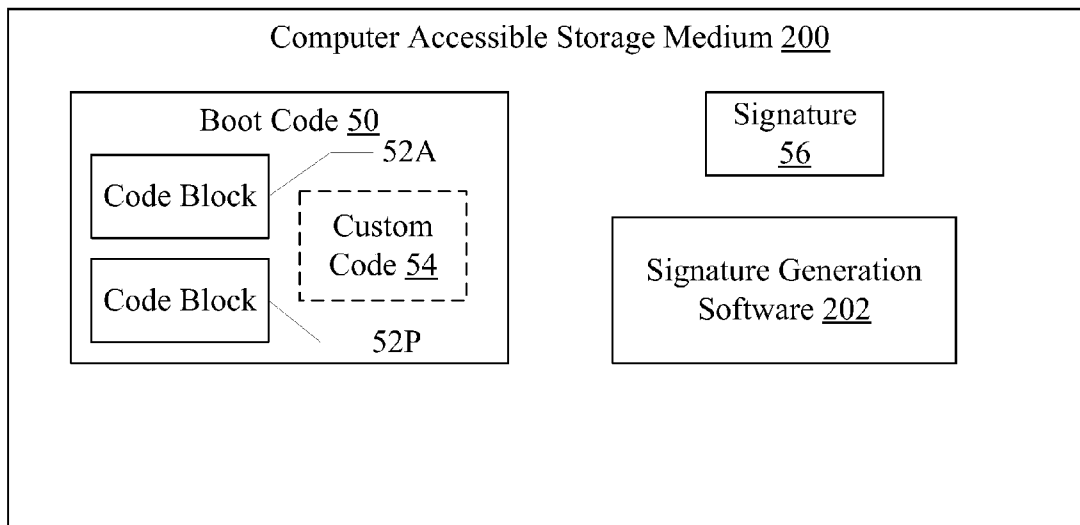 Computer Accessible Storage Medium 200
Boot Code 50
52A
Code Block
Custom
Code 54
Code Block
52P
Signature
56
Signature Generation
Software 202